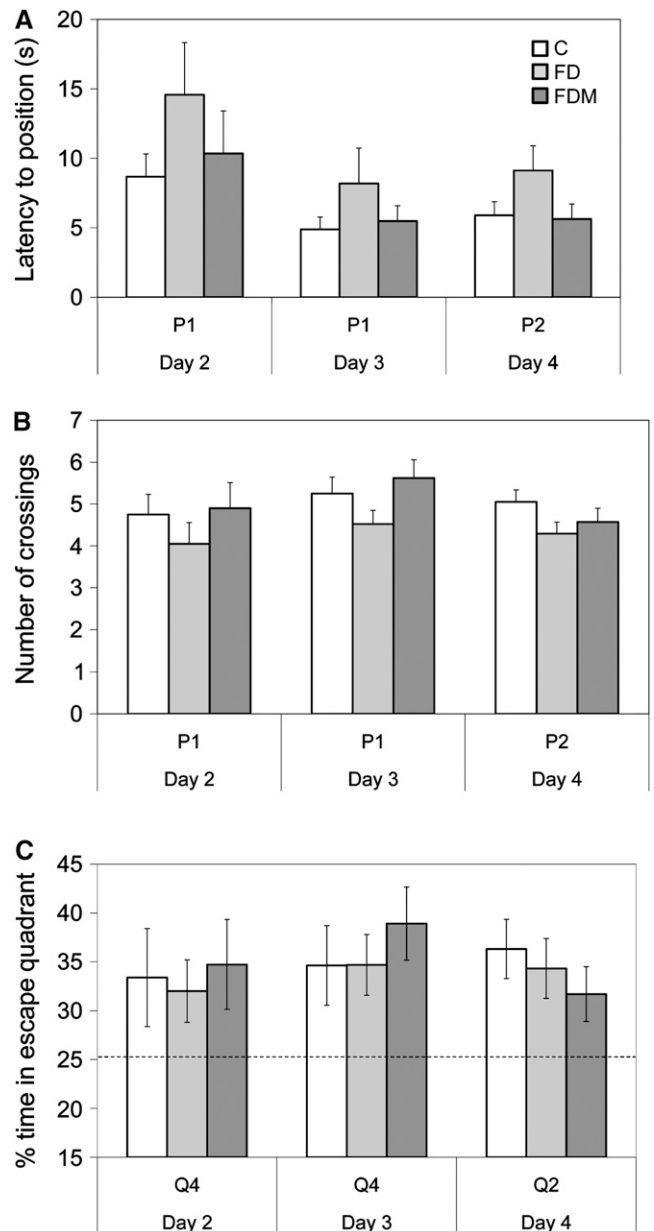 A
Latency to position (s)
20
15
10
5
0
C
FD
FDM
P1
P1
P2
Day 2
Day 3
Day 4
B
Number of crossings
7
6
5
4
3
2
1
0
P1
P1
P2
Day 2
Day 3
Day 4
C
% time in escape quadrant
45
40
35
30
25
20
15
Q4
Q4
Q2
Day 2
Day 3
Day 4